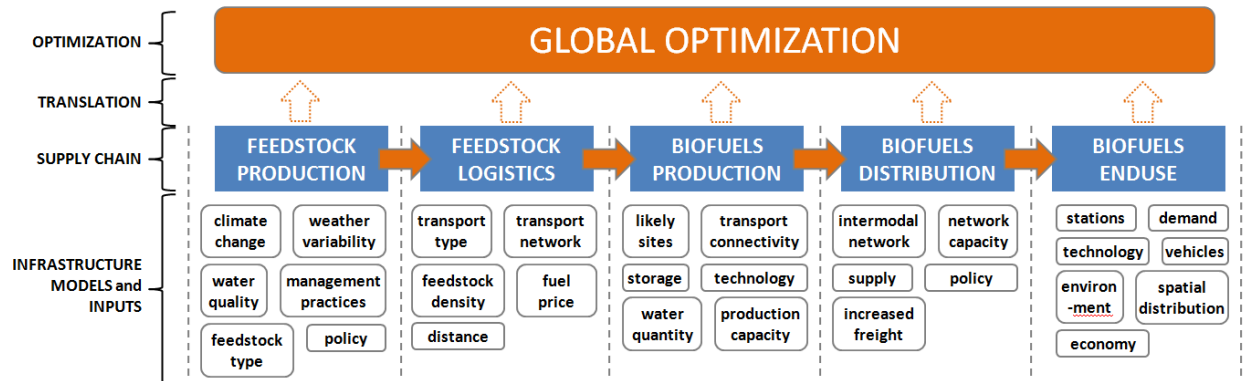 OPTIMIZATION
GLOBAL OPTIMIZATION
TRANSLATION
SUPPLY CHAIN
FEEDSTOCK
PRODUCTION
FEEDSTOCK
LOGISTICS
BIOFUELS
PRODUCTION
BIOFUELS
DISTRIBUTION
BIOFUELS
ENDUSE
INFRASTRUCTURE
MODELS and
INPUTS
climate
change
weather
variability
water
quality
management
practices
feedstock
type
policy
transport
type
transport
network
feedstock
density
fuel
price
distance
likely
sites
transport
connectivity
storage
technology
water
quantity
production
capacity
intermodal
network
network
capacity
supply
policy
increased
freight
stations
demand
technology
vehicles
environ
-ment
spatial
distribution
economy